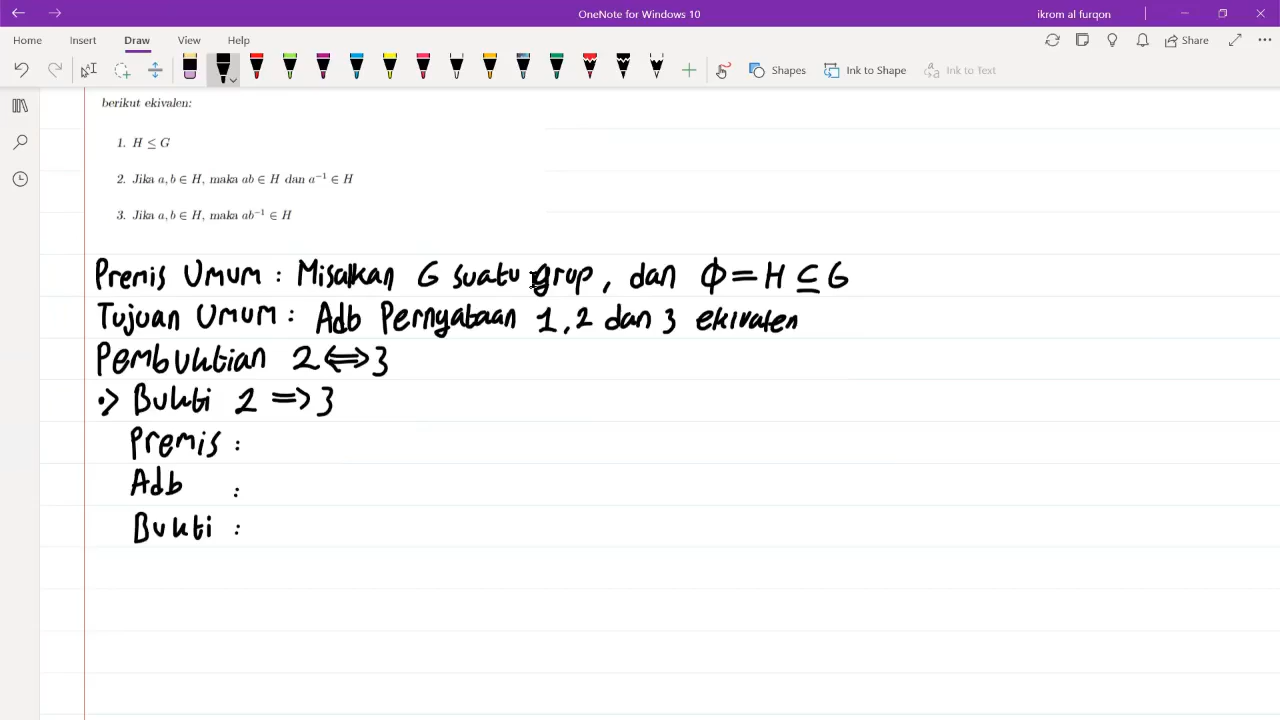 OneNote for Windows 10
ikrom al furqon
Home Insert Draw View Help
Share
Shapes Ink to Shape Ink to Text
berikut ekivalen:
1. H ≤ G
2. Jika a, b ∈ H, maka ab ∈ H dan a⁻¹ ∈ H
3. Jika a, b ∈ H, maka ab⁻¹ ∈ H
Premis Umum : Misalkan G suatu grup, dan ϕ = H ⊆ G
Tujuan Umum : Adb Pernyataan 1, 2 dan 3 ekivalen
Pembuktian 2 ⟺ 3
•> Bukti 2 => 3
Premis :
Adb :
Bukti :